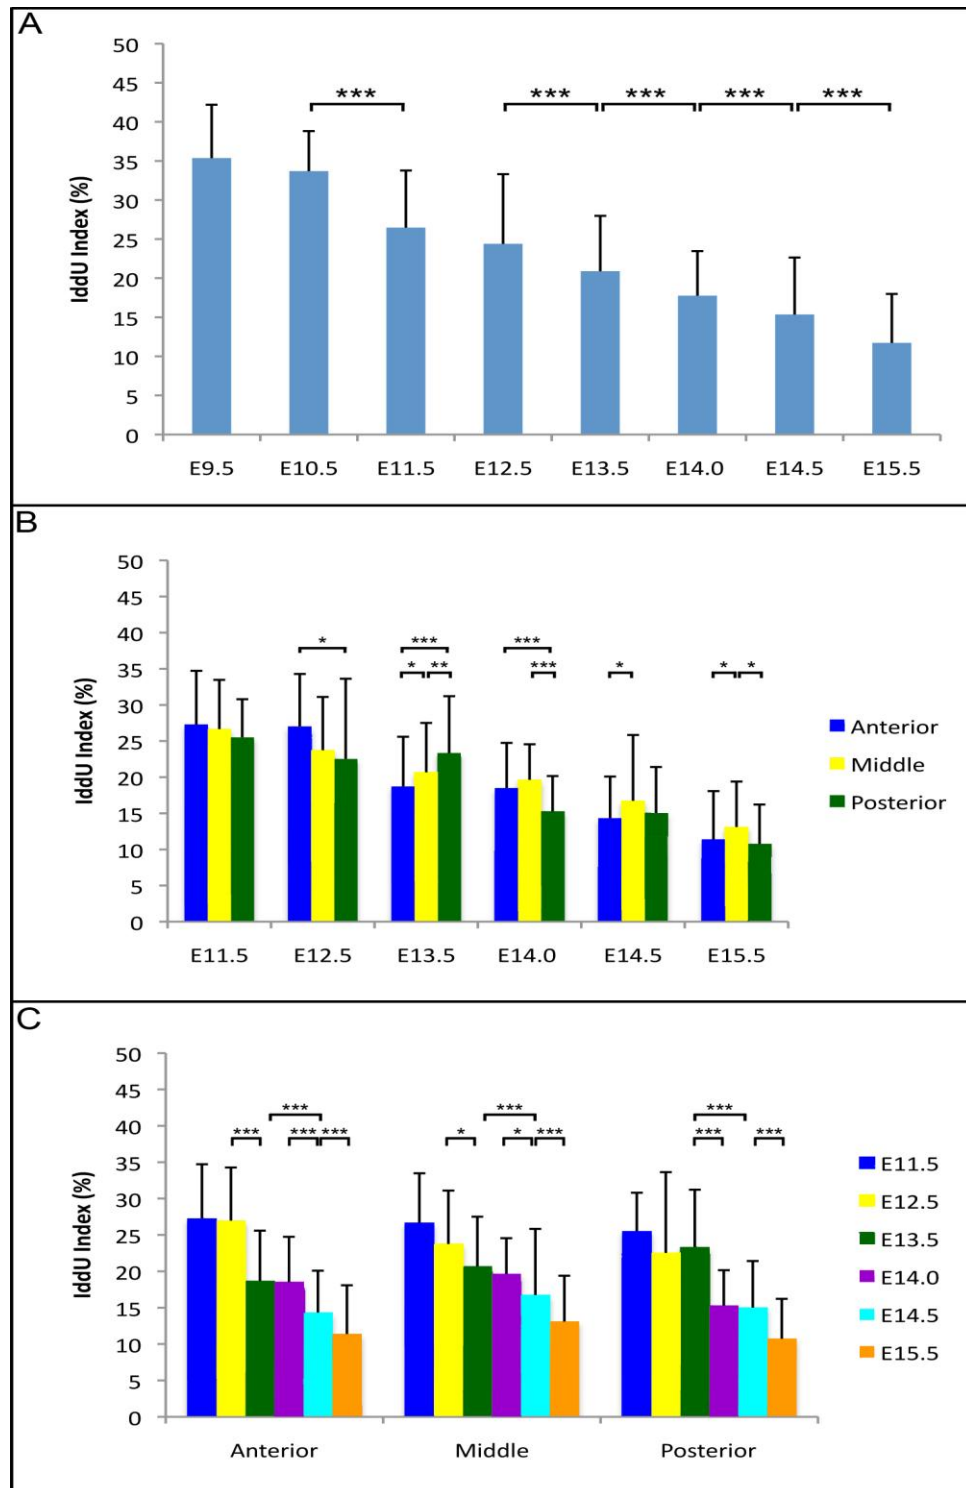 A
50
45
40
35
30
25
20
15
10
5
0
IddU Index (%)
*** *** *** *** ***
E9.5 E10.5 E11.5 E12.5 E13.5 E14.0 E14.5 E15.5
B
50
45
40
35
30
25
20
15
10
5
0
IddU Index (%)
* *** ***
* ** *** * * *
E11.5 E12.5 E13.5 E14.0 E14.5 E15.5
Anterior
Middle
Posterior
C
50
45
40
35
30
25
20
15
10
5
0
IddU Index (%)
*** *** ***
*** *** *** * * *** *** ***
Anterior Middle Posterior
E11.5
E12.5
E13.5
E14.0
E14.5
E15.5